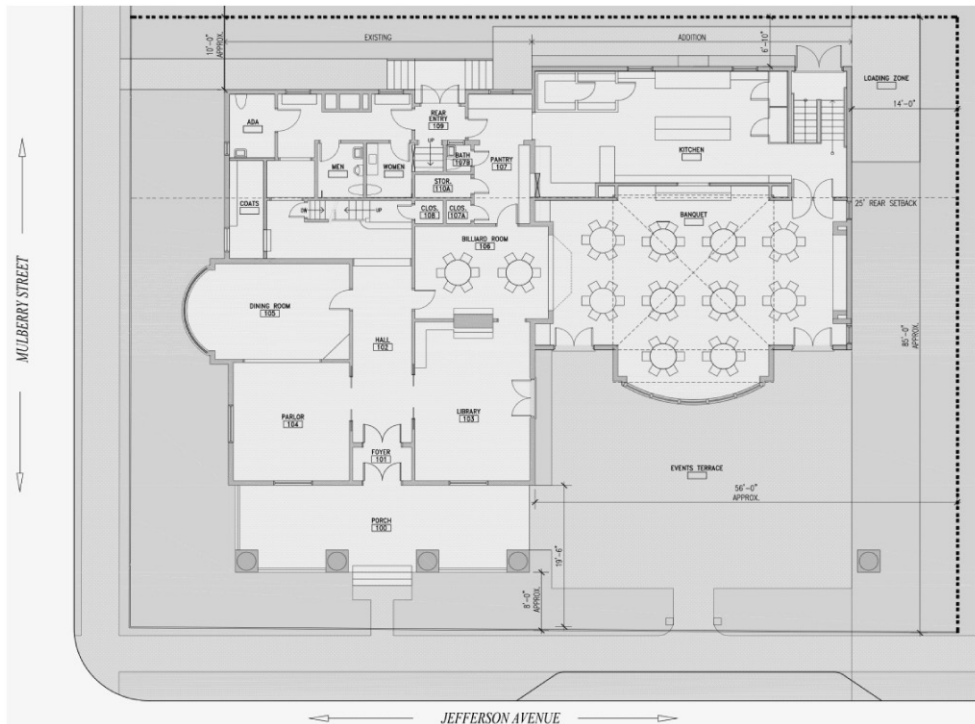 EXISTING
ADDITION
10'-0"
APPROX.
6'-10"
LOADING ZONE
14'-0"
ADA
REAR
ENTRY
109
UP
BATH
107B
PANTRY
107
KITCHEN
MEN
WOMEN
STOR.
110A
COATS
DN
UP
CLOS.
108
CLOS.
107A
25' REAR SETBACK
BANQUET
BILLIARD ROOM
106
DINING ROOM
105
HALL
102
85'-0"
APPROX.
PARLOR
104
LIBRARY
103
FOYER
101
EVENTS TERRACE
56'-0"
APPROX.
PORCH
100
19'-6"
8'-0"
APPROX.
MULBERRY STREET
JEFFERSON AVENUE